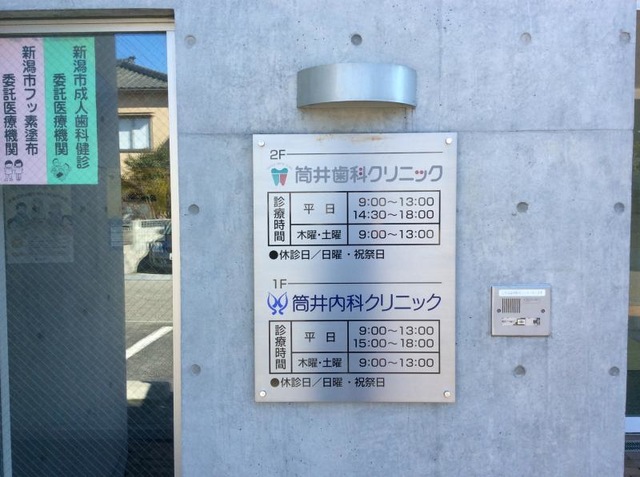 新潟市成人歯科健診
委託医療機関
新潟市フッ素塗布
委託医療機関
2F
筒井歯科クリニック
診療時間
平 日
9:00〜13:00
14:30〜18:00
木曜・土曜
9:00〜13:00
●休診日／日曜・祝祭日
1F
筒井内科クリニック
診療時間
平 日
9:00〜13:00
15:00〜18:00
木曜・土曜
9:00〜13:00
●休診日／日曜・祝祭日